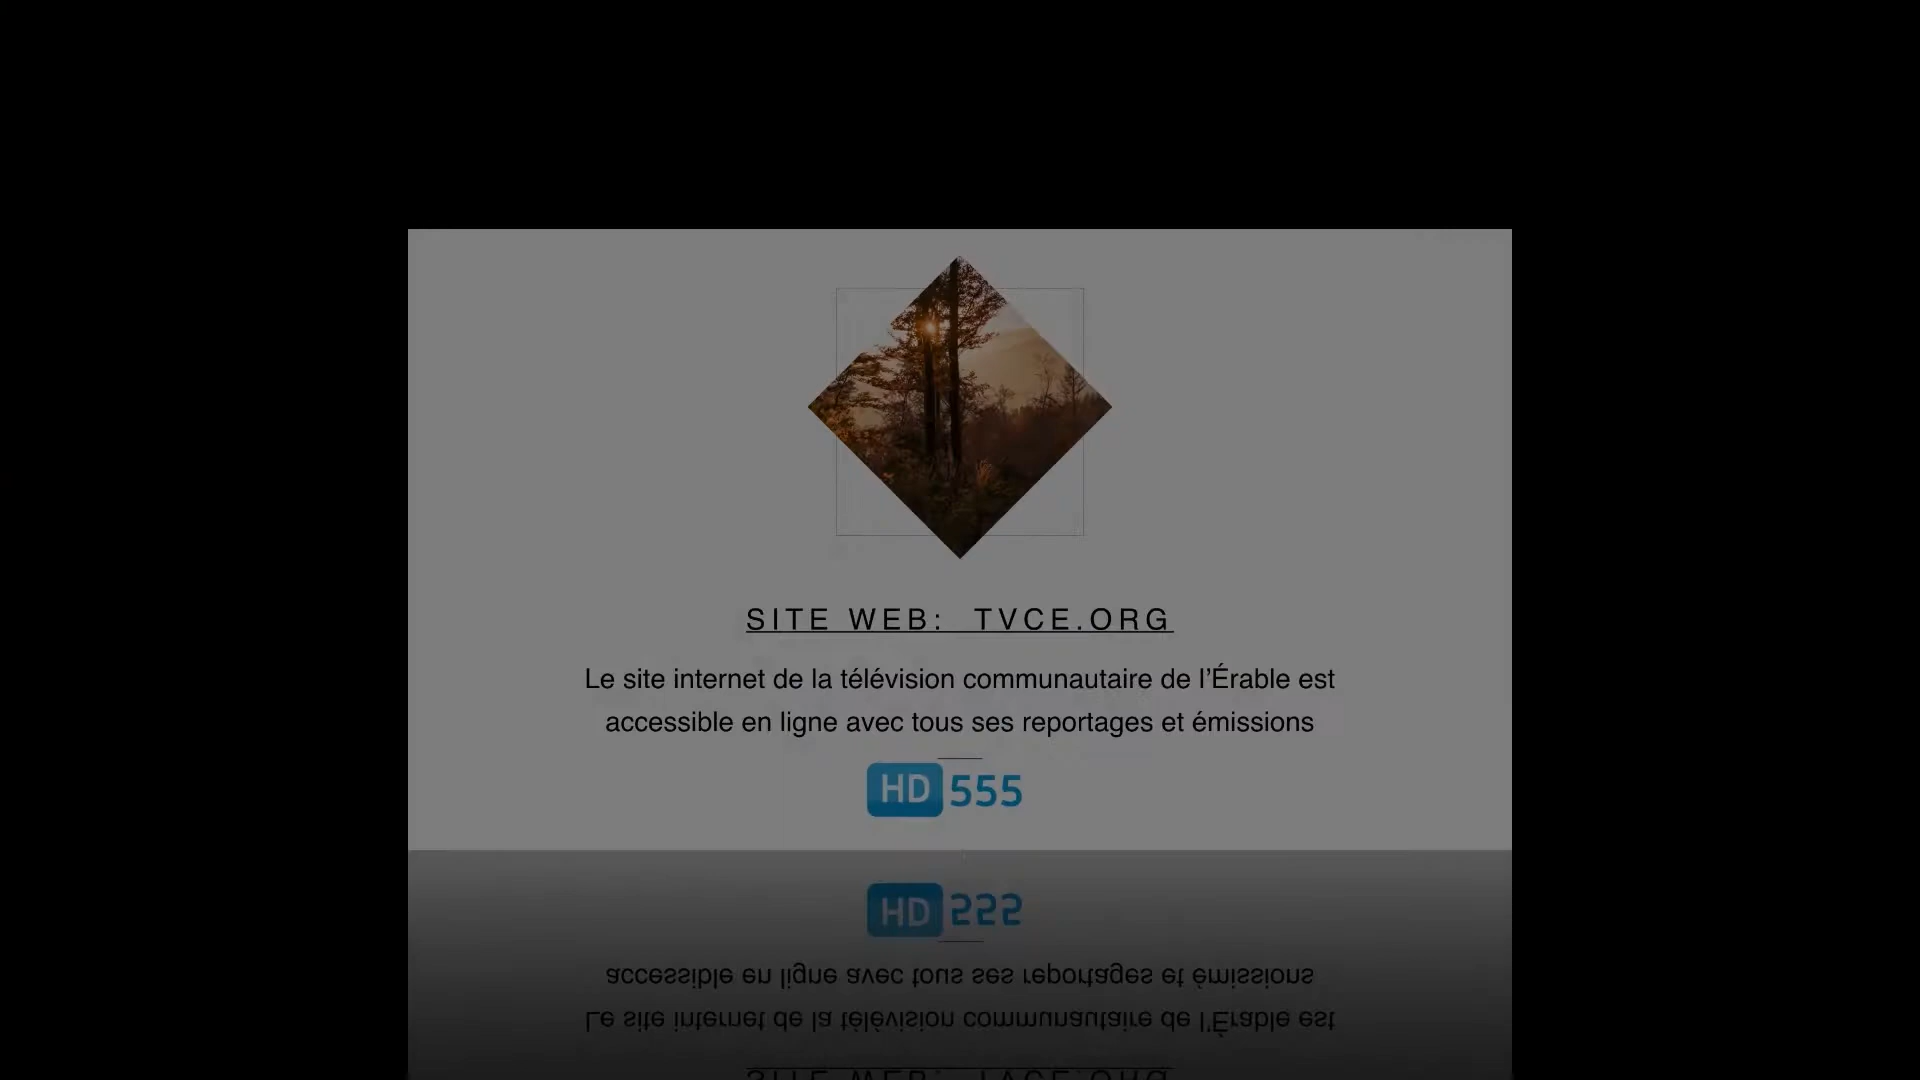 SITE WEB: TVCE.ORG
Le site internet de la télévision communautaire de l’Érable est
accessible en ligne avec tous ses reportages et émissions
HD 555